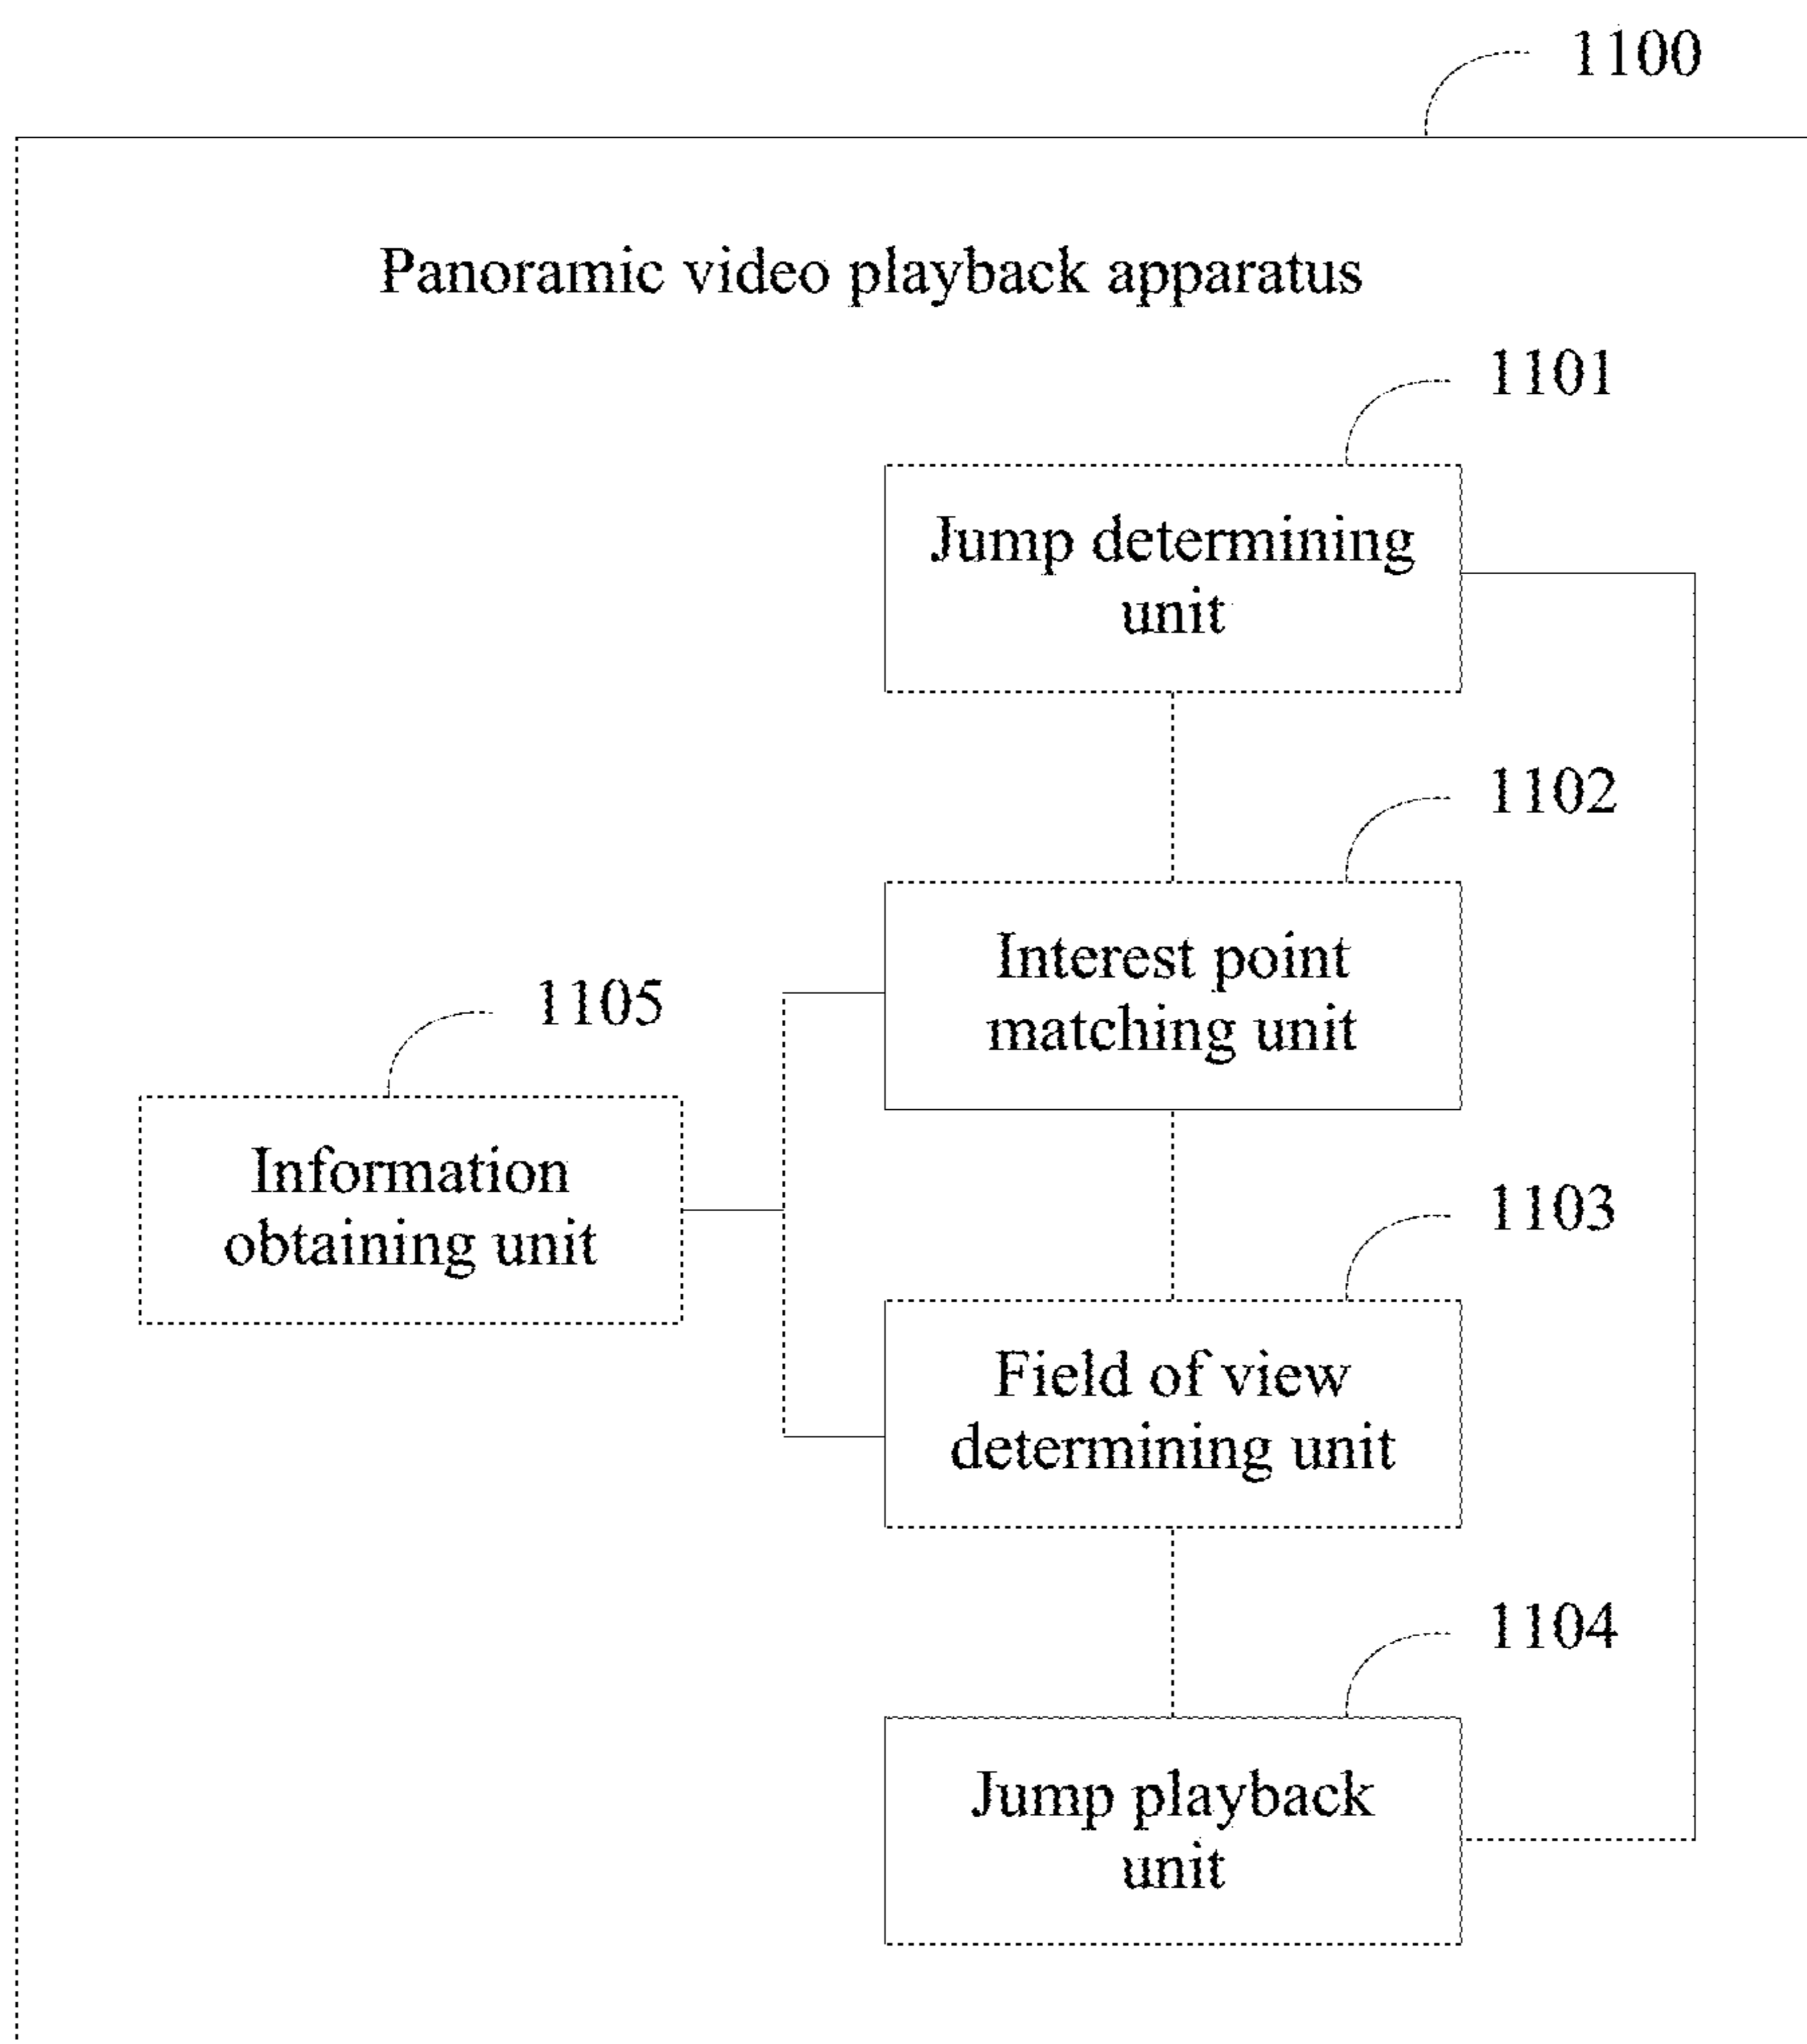 1100
Panoramic video playback apparatus
1101
Jump determining
unit
1102
Interest point
matching unit
1105
Information
obtaining unit
1103
Field of view
determining unit
1104
Jump playback
unit